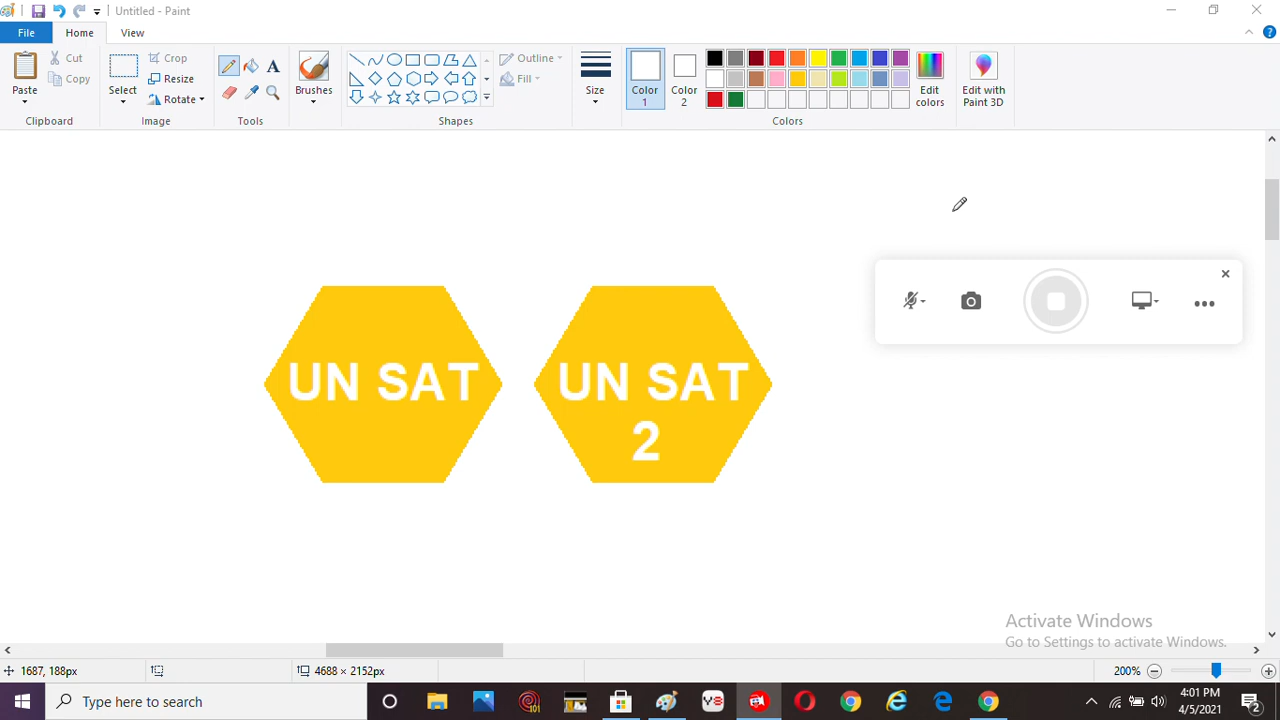 Untitled - Paint
File
Home
View
Paste
Cut
Copy
Clipboard
Select
Crop
Resize
Rotate
Image
Tools
Brushes
Shapes
Outline
Fill
Size
Color
1
Color
2
Edit
colors
Colors
Edit with
Paint 3D
UN SAT
UN SAT
2
Activate Windows
Go to Settings to activate Windows.
1687, 188px
4688 × 2152px
200%
Type here to search
101
4:01 PM
4/5/2021
2